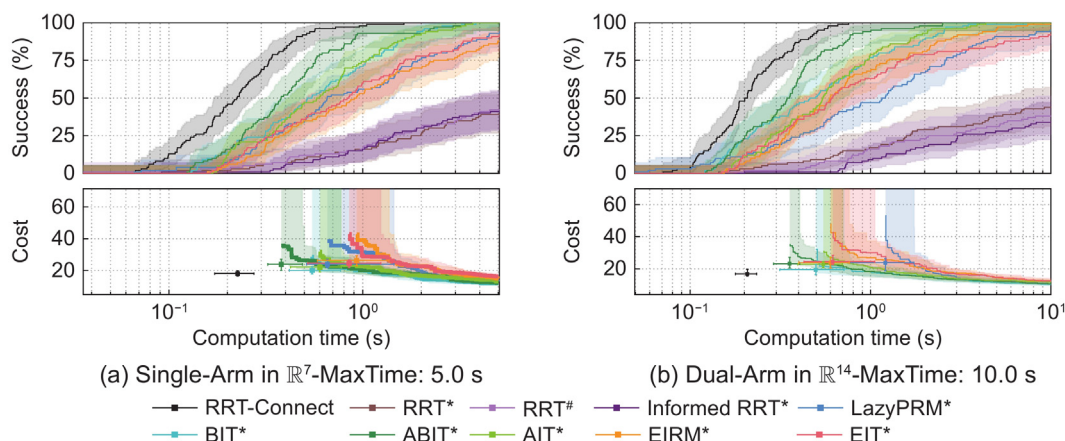 100
75
50
25
0
Success (%)
60
40
20
Cost
10⁻¹
10⁰
Computation time (s)
(a) Single-Arm in ℝ⁷-MaxTime: 5.0 s
100
75
50
25
0
Success (%)
60
40
20
Cost
10⁻¹
10⁰
10¹
Computation time (s)
(b) Dual-Arm in ℝ¹⁴-MaxTime: 10.0 s
RRT-Connect RRT* RRT# Informed RRT* LazyPRM*
BIT* ABIT* AIT* EIRM* EIT*